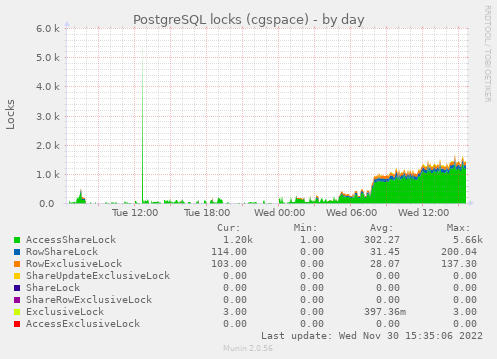 PostgreSQL locks (cgspace) - by day
RRDTOOL / TOBI OETIKER
Locks
6.0 k
5.0 k
4.0 k
3.0 k
2.0 k
1.0 k
0.0
Tue 12:00 Tue 18:00 Wed 00:00 Wed 06:00 Wed 12:00
Cur: Min: Avg: Max:
AccessShareLock 1.20k 1.00 302.27 5.66k
RowShareLock 114.00 0.00 31.45 200.04
RowExclusiveLock 103.00 0.00 28.07 137.30
ShareUpdateExclusiveLock 0.00 0.00 0.00 0.00
ShareLock 0.00 0.00 0.00 0.00
ShareRowExclusiveLock 0.00 0.00 0.00 0.00
ExclusiveLock 3.00 0.00 397.36m 3.00
AccessExclusiveLock 0.00 0.00 0.00 0.00
Last update: Wed Nov 30 15:35:06 2022
Munin 2.0.56